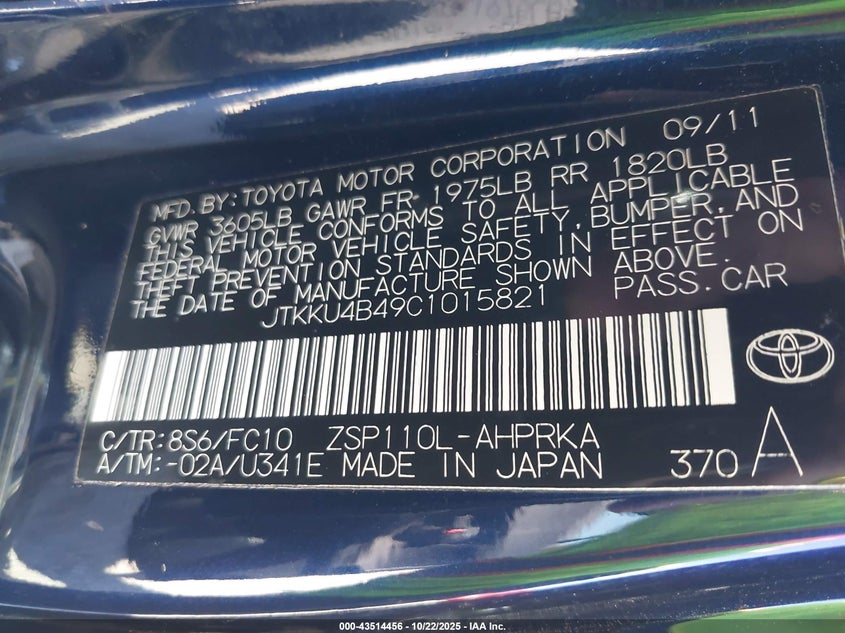 MFD. BY: TOYOTA MOTOR CORPORATION 09/11
GVWR 3605LB GAWR FR 1975LB RR 1820LB
THIS VEHICLE CONFORMS TO ALL APPLICABLE
FEDERAL MOTOR VEHICLE SAFETY, BUMPER, AND
THEFT PREVENTION STANDARDS IN EFFECT ON
THE DATE OF MANUFACTURE SHOWN ABOVE.
JTKKU4B49C1015821 PASS. CAR
C/TR: 8S6/FC10 ZSP110L-AHPRKA
A/TM: -02A/U341E MADE IN JAPAN 370 A
000-43514456 - 10/22/2025 - IAA Inc.